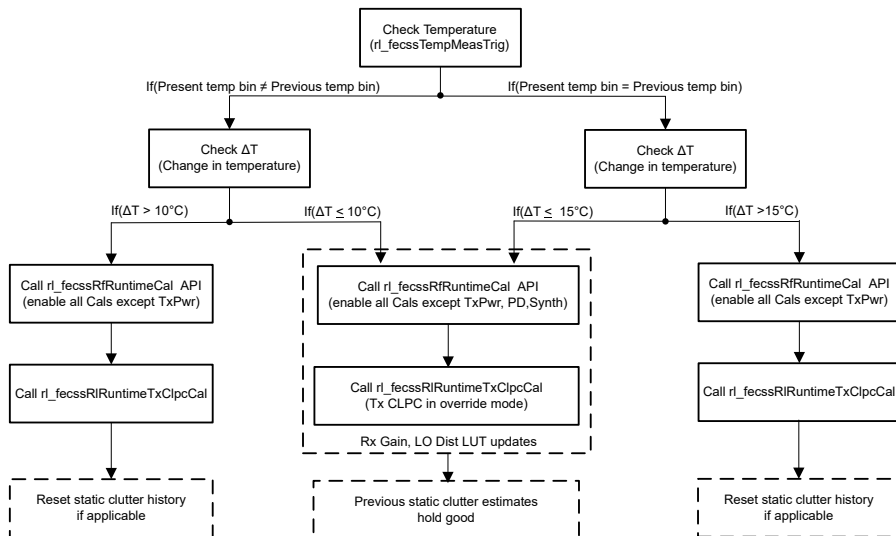 Check Temperature
(rl_fecssTempMeasTrig)
If(Present temp bin ≠ Previous temp bin)
If(Present temp bin = Previous temp bin)
Check ΔT
(Change in temperature)
Check ΔT
(Change in temperature)
If(ΔT > 10°C)
If(ΔT ≤ 10°C)
If(ΔT ≤ 15°C)
If(ΔT >15°C)
Call rl_fecssRfRuntimeCal API
(enable all Cals except TxPwr)
Call rl_fecssRfRuntimeCal API
(enable all Cals except TxPwr, PD,Synth)
Call rl_fecssRfRuntimeCal API
(enable all Cals except TxPwr)
Call rl_fecssRlRuntimeTxClpcCal
Call rl_fecssRlRuntimeTxClpcCal
(Tx CLPC in override mode)
Call rl_fecssRlRuntimeTxClpcCal
Rx Gain, LO Dist LUT updates
Reset static clutter history
if applicable
Previous static clutter estimates
hold good
Reset static clutter history
if applicable